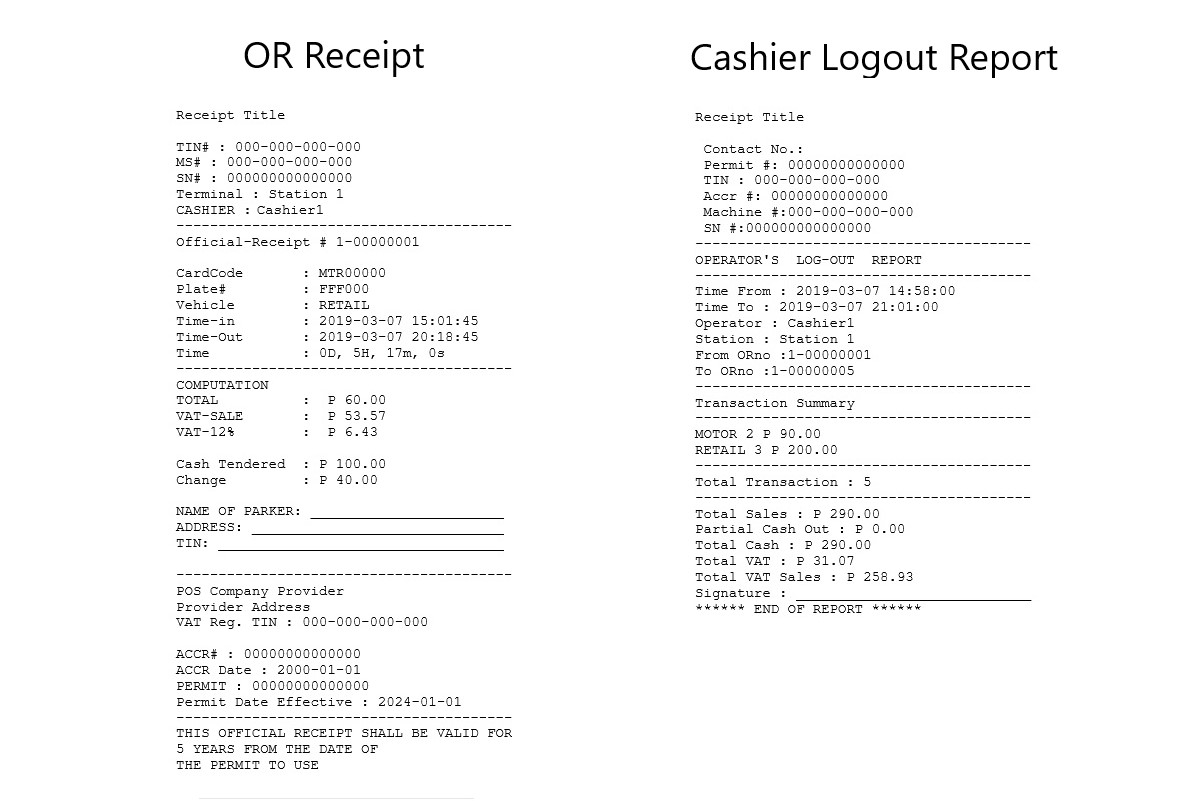 OR Receipt
Receipt Title
TIN# : 000-000-000-000
MS# : 000-000-000-000
SN# : 000000000000000
Terminal : Station 1
CASHIER : Cashier1
----------------------------------------
Official-Receipt # 1-00000001
CardCode : MTR00000
Plate# : FFF000
Vehicle : RETAIL
Time-in : 2019-03-07 15:01:45
Time-Out : 2019-03-07 20:18:45
Time : 0D, 5H, 17m, 0s
----------------------------------------
COMPUTATION
TOTAL : P 60.00
VAT-SALE : P 53.57
VAT-12% : P 6.43
Cash Tendered : P 100.00
Change : P 40.00
NAME OF PARKER: _______________________
ADDRESS: ______________________________
TIN: __________________________________
----------------------------------------
POS Company Provider
Provider Address
VAT Reg. TIN : 000-000-000-000
ACCR# : 00000000000000
ACCR Date : 2000-01-01
PERMIT : 00000000000000
Permit Date Effective : 2024-01-01
----------------------------------------
THIS OFFICIAL RECEIPT SHALL BE VALID FOR
5 YEARS FROM THE DATE OF
THE PERMIT TO USE
Cashier Logout Report
Receipt Title
Contact No.:
Permit #: 00000000000000
TIN : 000-000-000-000
Accr #: 00000000000000
Machine #:000-000-000-000
SN #:000000000000000
----------------------------------------
OPERATOR'S  LOG-OUT  REPORT
----------------------------------------
Time From : 2019-03-07 14:58:00
Time To : 2019-03-07 21:01:00
Operator : Cashier1
Station : Station 1
From ORno :1-00000001
To ORno :1-00000005
----------------------------------------
Transaction Summary
----------------------------------------
MOTOR 2 P 90.00
RETAIL 3 P 200.00
----------------------------------------
Total Transaction : 5
----------------------------------------
Total Sales : P 290.00
Partial Cash Out : P 0.00
Total Cash : P 290.00
Total VAT : P 31.07
Total VAT Sales : P 258.93
Signature : ____________________________
****** END OF REPORT ******